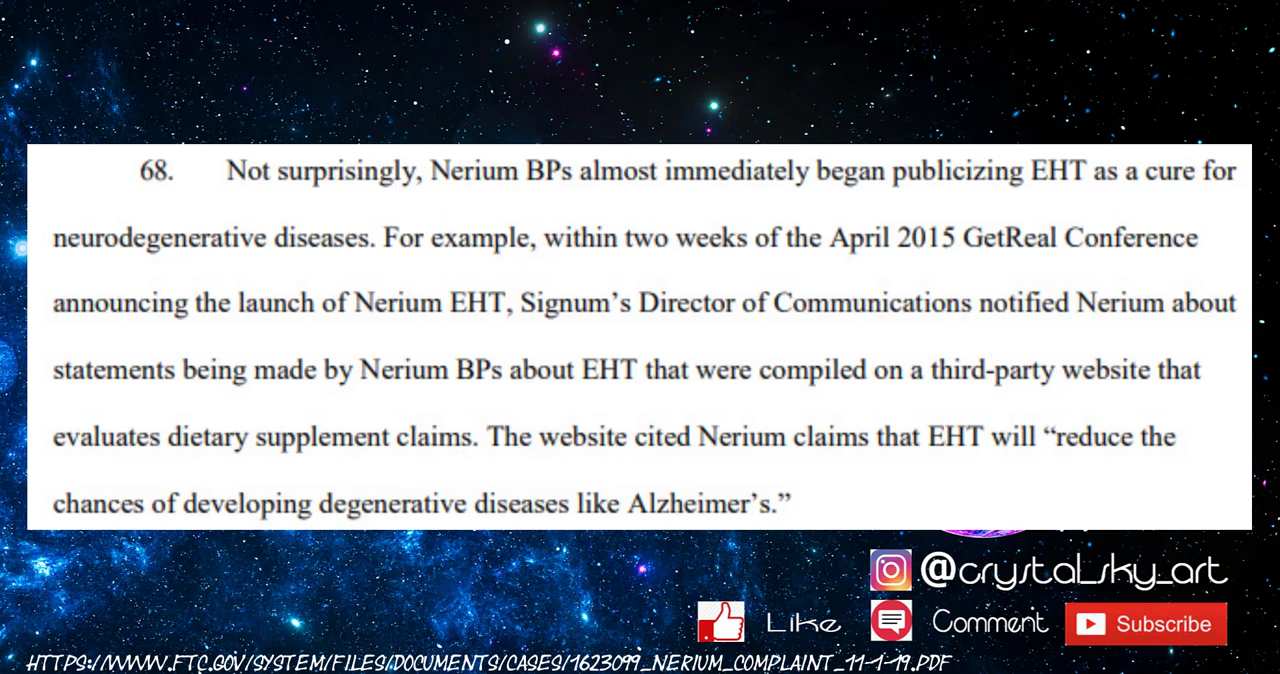 68. Not surprisingly, Nerium BPs almost immediately began publicizing EHT as a cure for
neurodegenerative diseases. For example, within two weeks of the April 2015 GetReal Conference
announcing the launch of Nerium EHT, Signum’s Director of Communications notified Nerium about
statements being made by Nerium BPs about EHT that were compiled on a third-party website that
evaluates dietary supplement claims. The website cited Nerium claims that EHT will “reduce the
chances of developing degenerative diseases like Alzheimer’s.”
@crystal_sky_art
Like Comment Subscribe
HTTPS://WWW.FTC.GOV/SYSTEM/FILES/DOCUMENTS/CASES/1623099_NERIUM_COMPLAINT_11-1-19.PDF